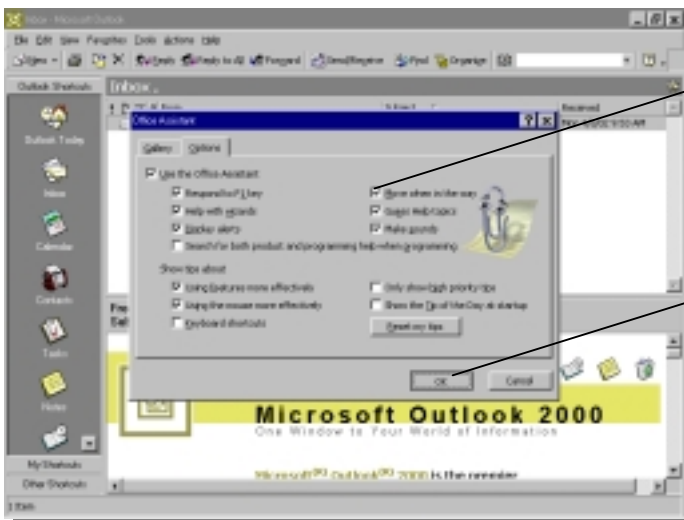 Inbox - Microsoft Outlook
File Edit View Favorites Tools Actions Help
New Reply Reply to All Forward Send/Receive Find Organize
Outlook Shortcuts Inbox .
From Subject Received
Office Assistant
Gallery Options
Use the Office Assistant
Respond to F1 key Move when in the way
Help with wizards Guess Help topics
Display alerts Make sounds
Search for both product and programming help when programming
Show tips about
Using features more effectively Only show high priority tips
Using the mouse more effectively Show the Tip of the Day at startup
Keyboard shortcuts Reset my tips
OK Cancel
Outlook Today
Inbox
Calendar
Contacts
Tasks
Notes
My Shortcuts
Other Shortcuts
Microsoft Outlook 2000
One Window to Your World of Information
Microsoft(R) Outlook(R) 2000 is the premier
1 Item